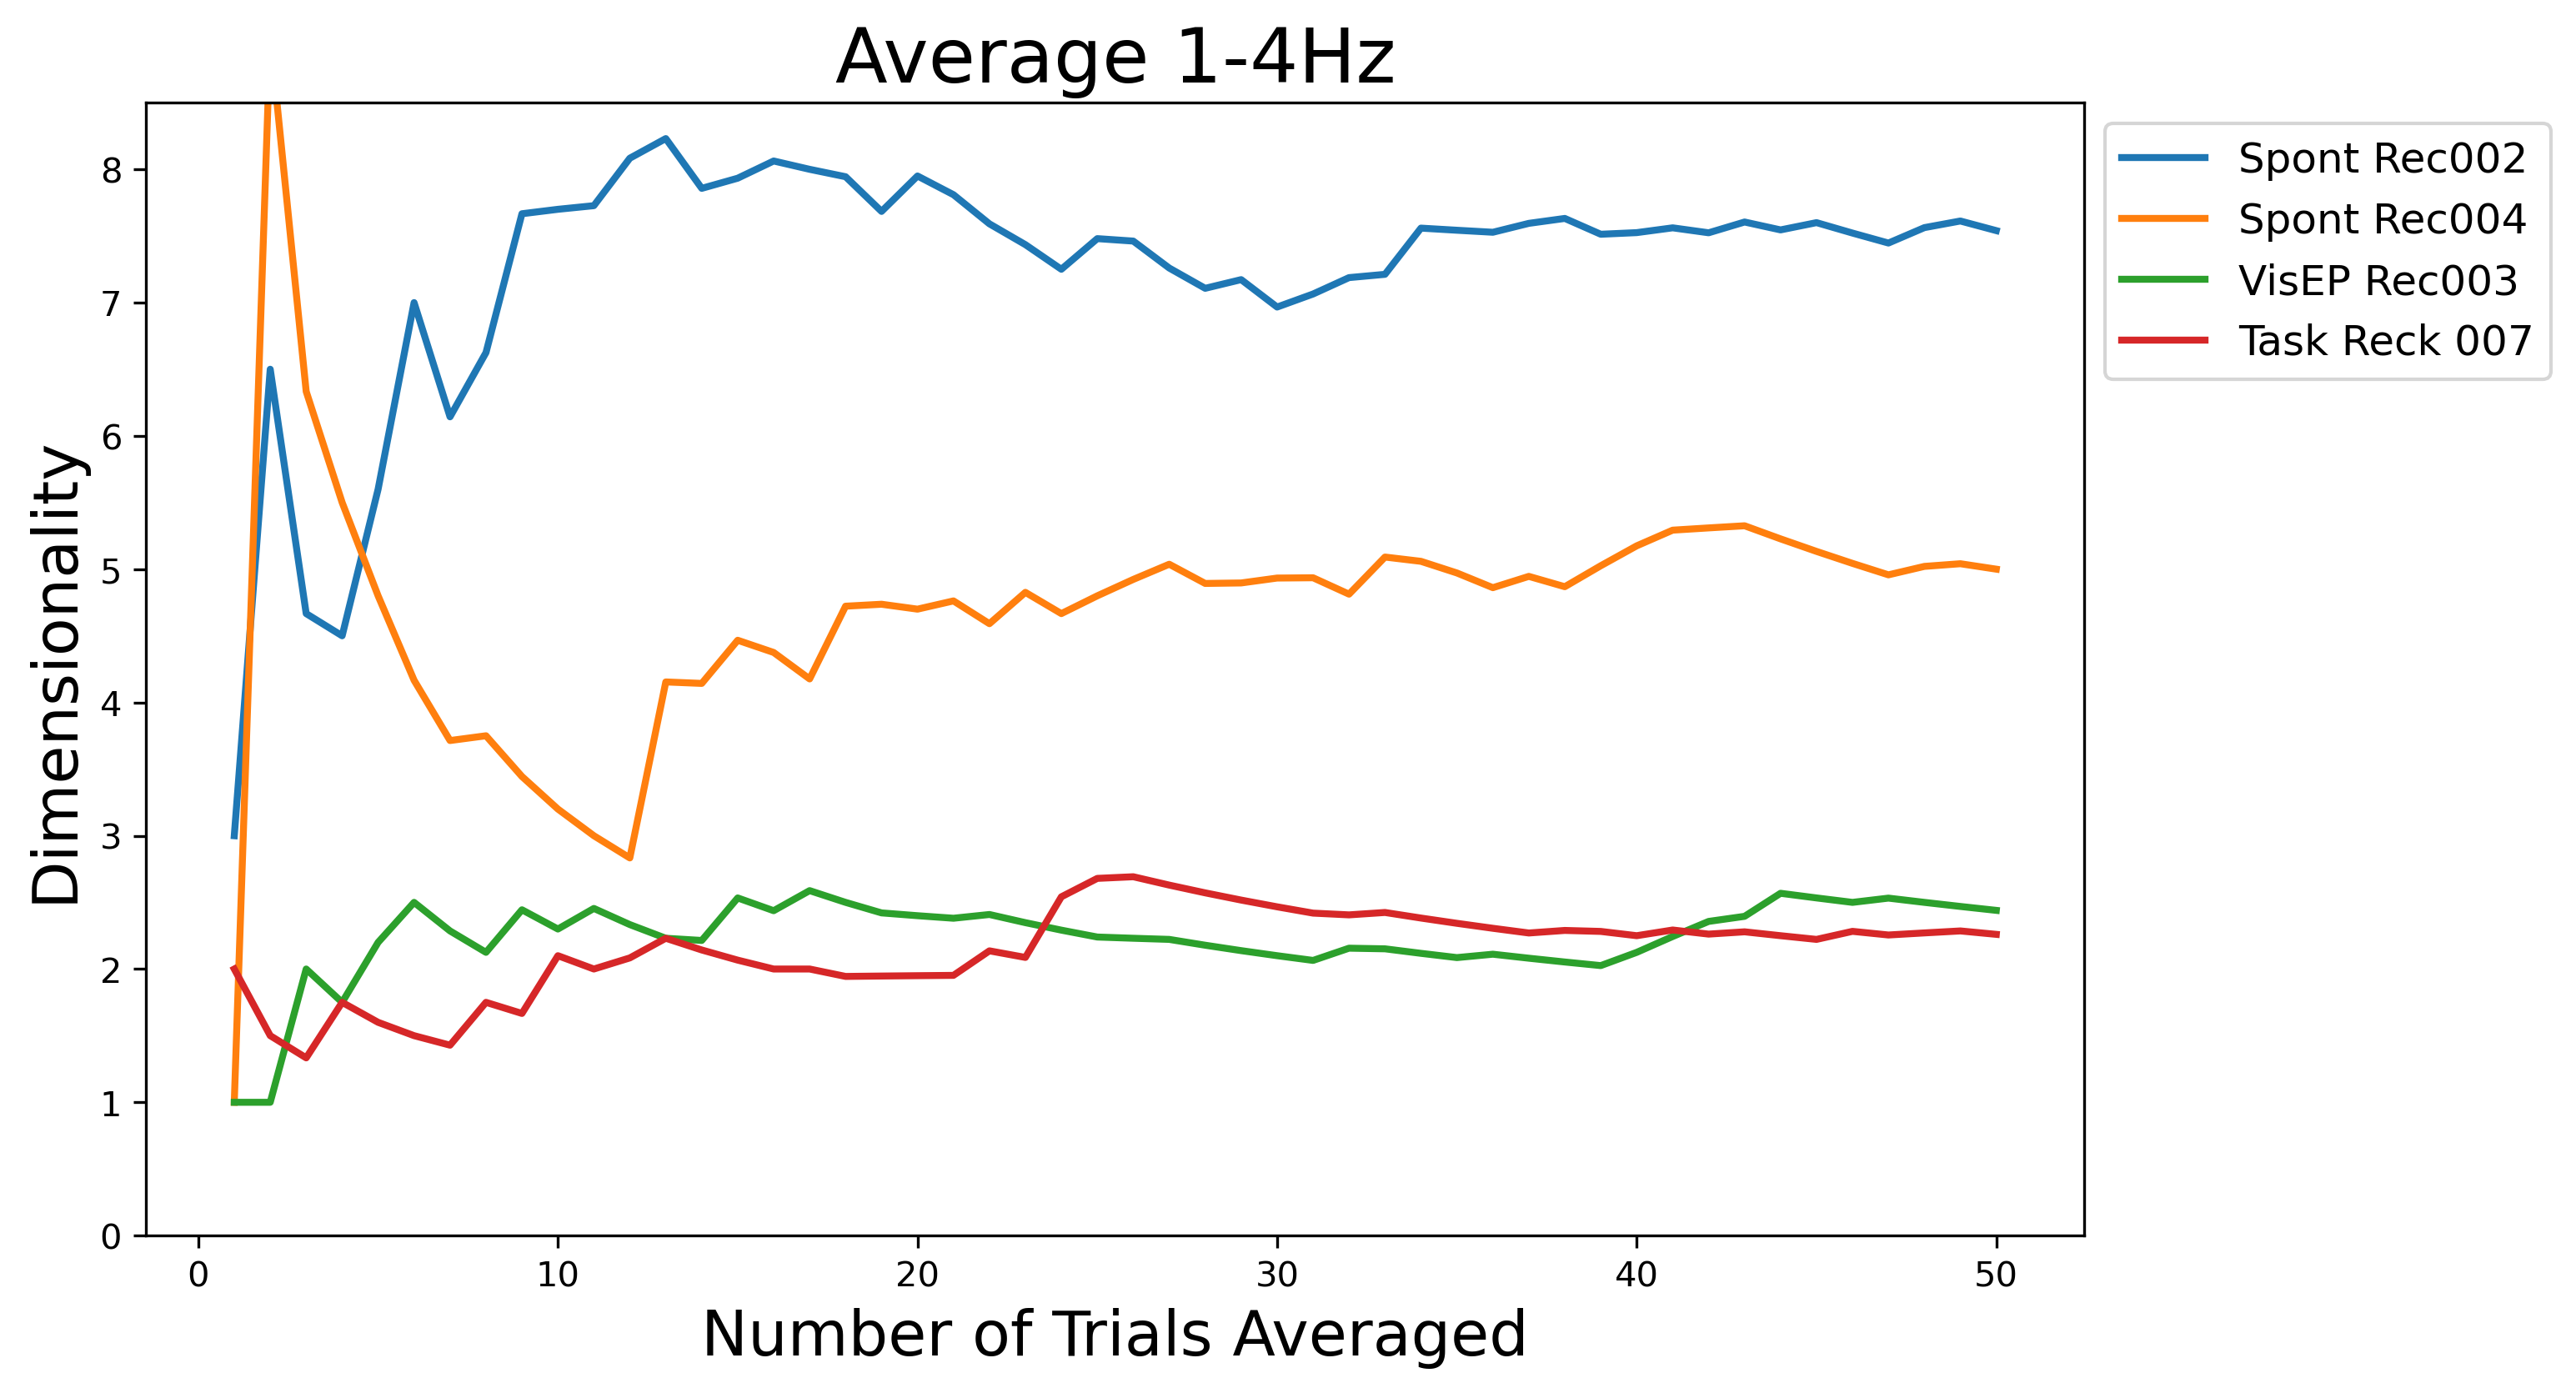 Average 1-4Hz
Dimensionality
8
7
6
5
4
3
2
1
0
0 10 20 30 40 50
Number of Trials Averaged
Spont Rec002
Spont Rec004
VisEP Rec003
Task Reck 007